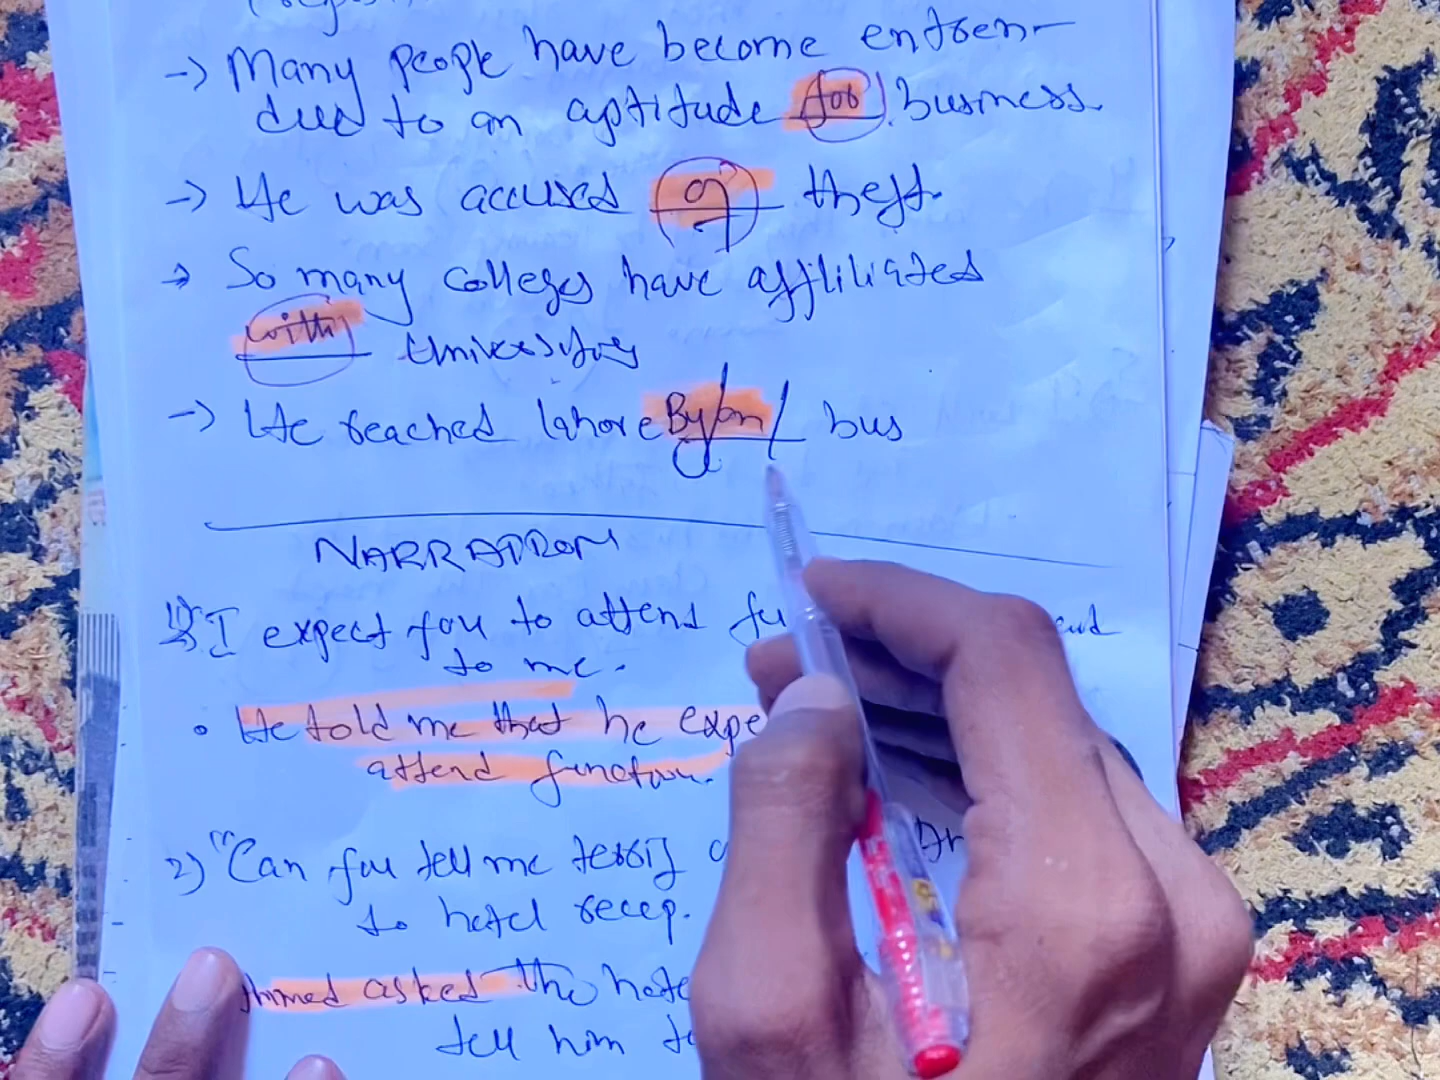 -> Many people have become entren-
due to an aptitude for business.
-> He was accused of theft.
-> So many colleges have affiliated
with University
-> He reached lahore By/on/ bus
NARRATION
1) "I expect you to attend
to me.
• He told me that he expe
attend function.
2) "Can you tell me
to hotel recep.
Ahmed asked the hote
tell him